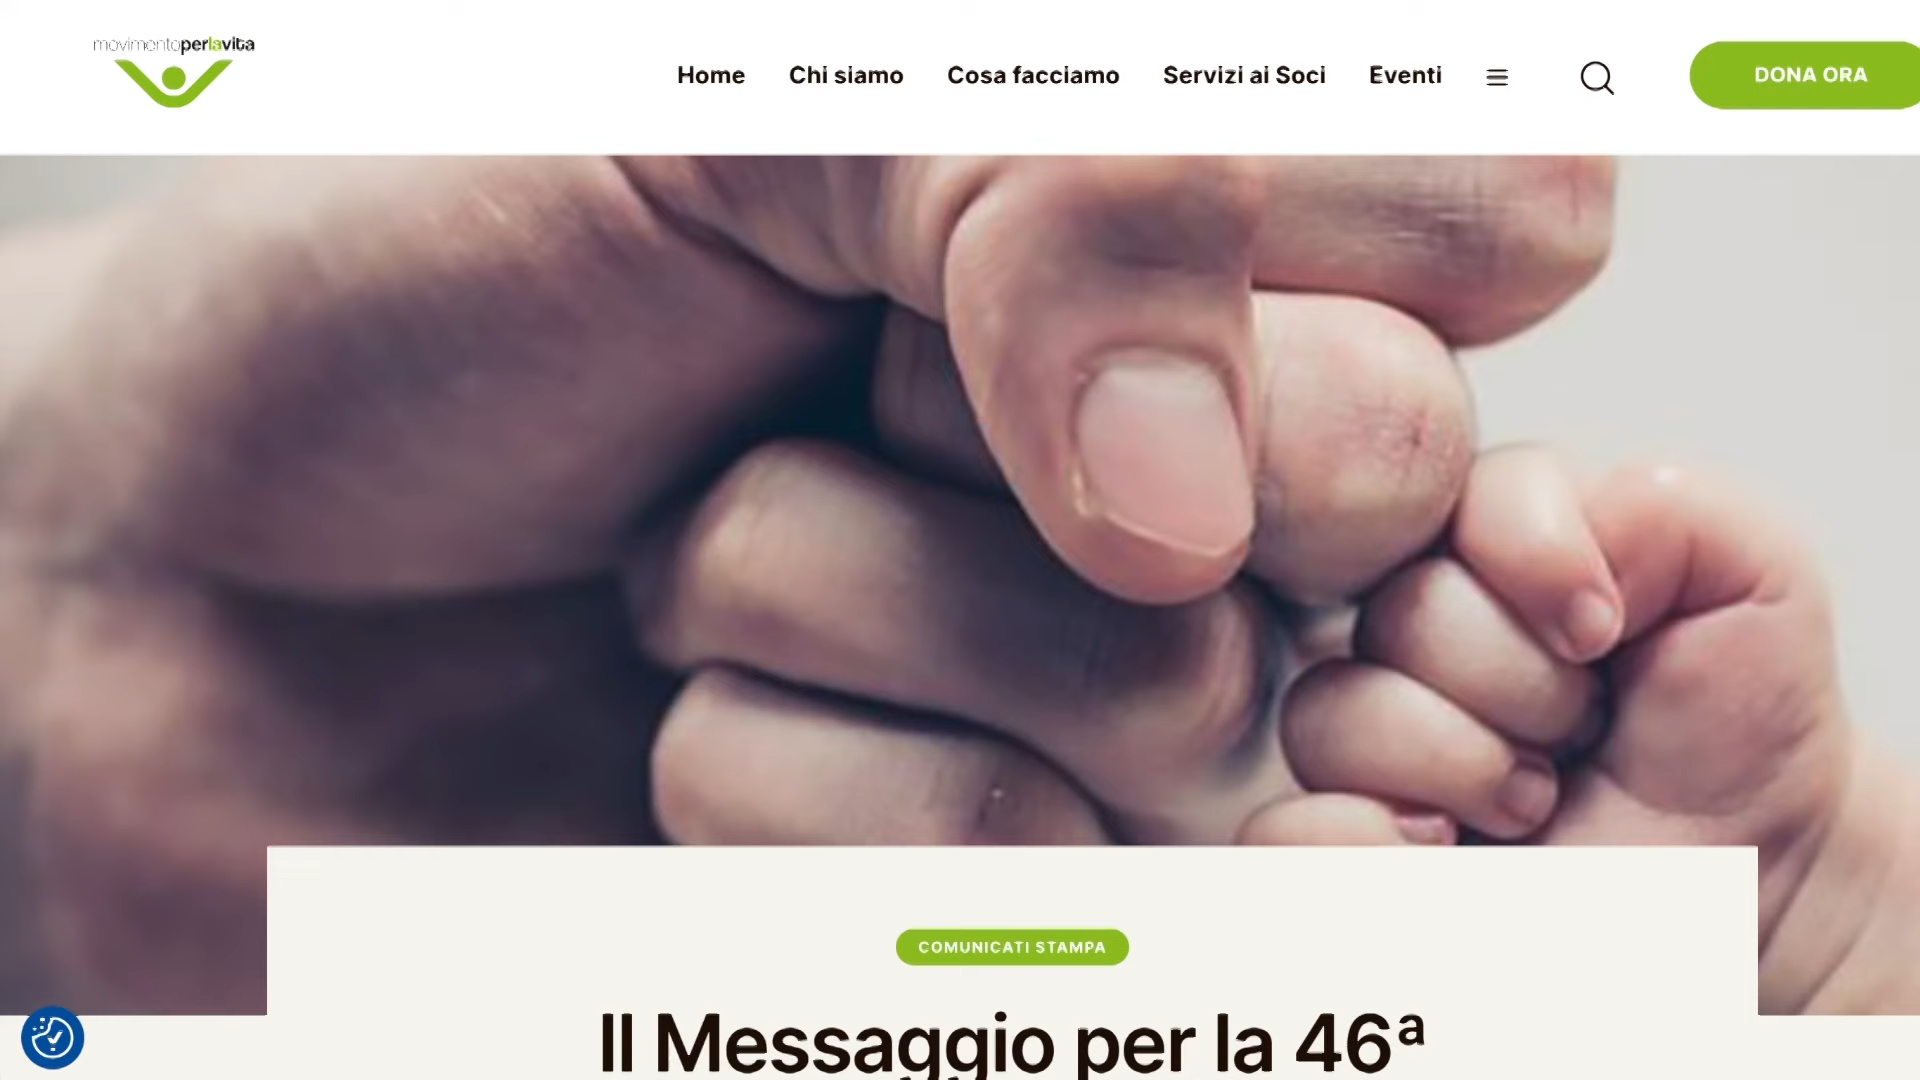 movimentoperlavita
Home Chi siamo Cosa facciamo Servizi ai Soci Eventi DONA ORA
COMUNICATI STAMPA
Il Messaggio per la 46ª